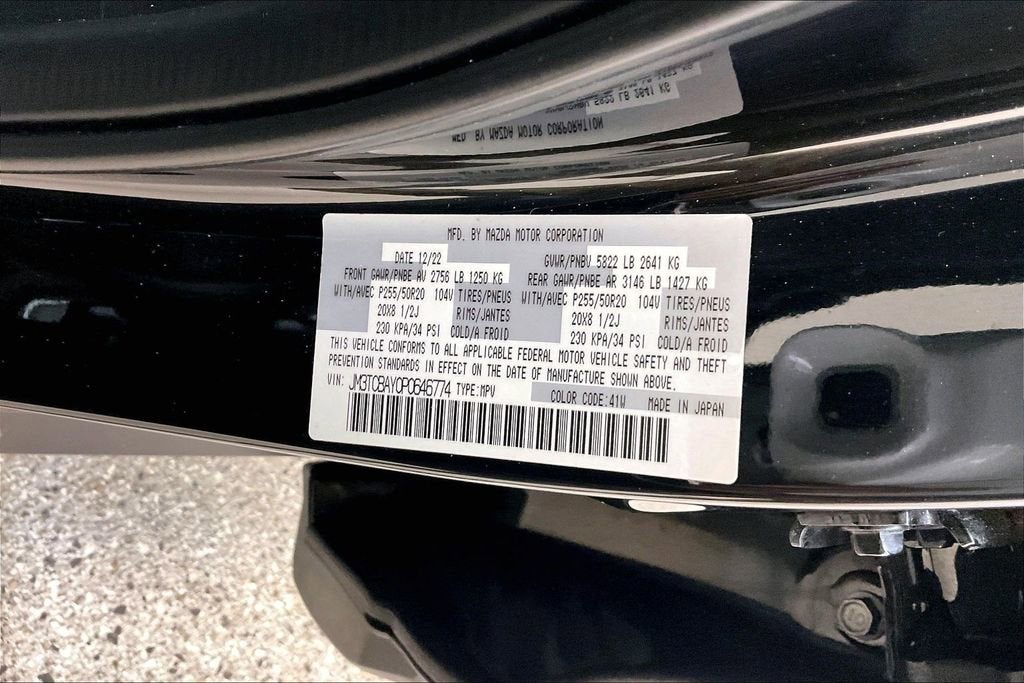 MFD. BY MAZDA MOTOR CORPORATION
DATE 12/22 GVWR/PNBV 5822 LB 2641 KG
FRONT GAWR/PNBE AV 2756 LB 1250 KG REAR GAWR/PNBE AR 3146 LB 1427 KG
WITH/AVEC P255/50R20 104V TIRES/PNEUS WITH/AVEC P255/50R20 104V TIRES/PNEUS
20X8 1/2J RIMS/JANTES 20X8 1/2J RIMS/JANTES
230 KPA/34 PSI COLD/A FROID 230 KPA/34 PSI COLD/A FROID
THIS VEHICLE CONFORMS TO ALL APPLICABLE FEDERAL MOTOR VEHICLE SAFETY AND THEFT
PREVENTION STANDARDS IN EFFECT ON THE DATE OF MANUFACTURE SHOWN ABOVE.
VIN: JM3TCBAY0P0646774 TYPE:MPV COLOR CODE:41W MADE IN JAPAN